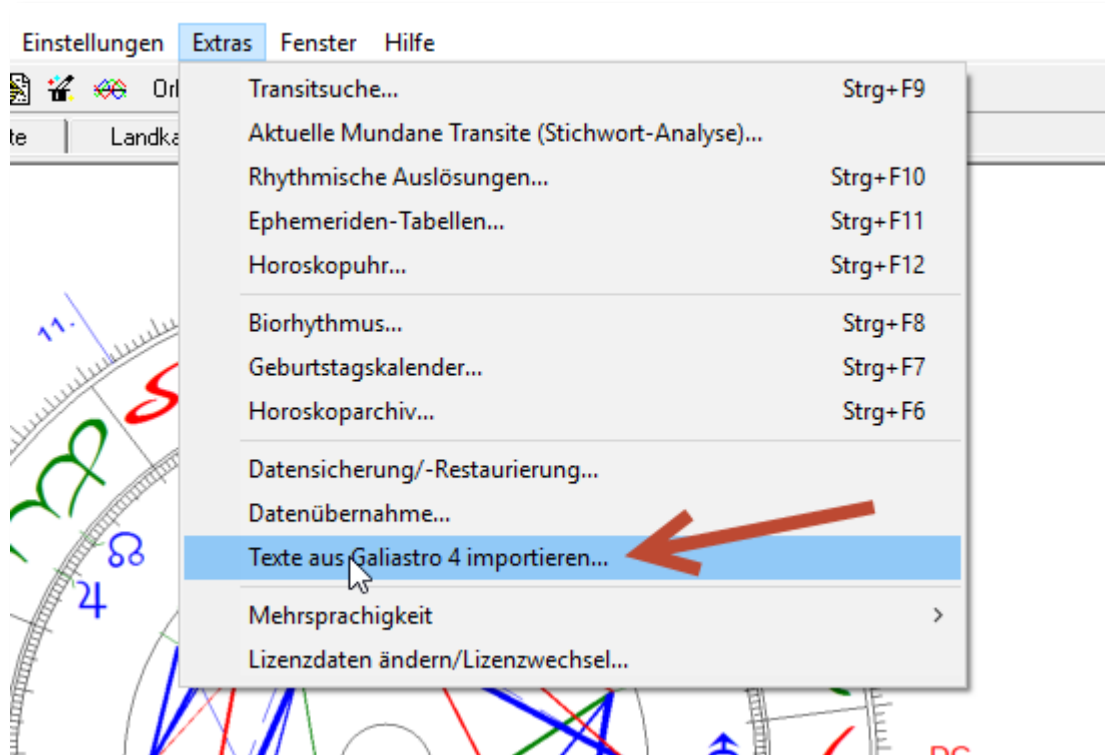 Einstellungen Extras Fenster Hilfe
Transitsuche... Strg+F9
Aktuelle Mundane Transite (Stichwort-Analyse)...
Rhythmische Auslösungen... Strg+F10
Ephemeriden-Tabellen... Strg+F11
Horoskopuhr... Strg+F12
Biorhythmus... Strg+F8
Geburtstagskalender... Strg+F7
Horoskoparchiv... Strg+F6
Datensicherung/-Restaurierung...
Datenübernahme...
Texte aus Galiastro 4 importieren...
Mehrsprachigkeit
Lizenzdaten ändern/Lizenzwechsel...
11.